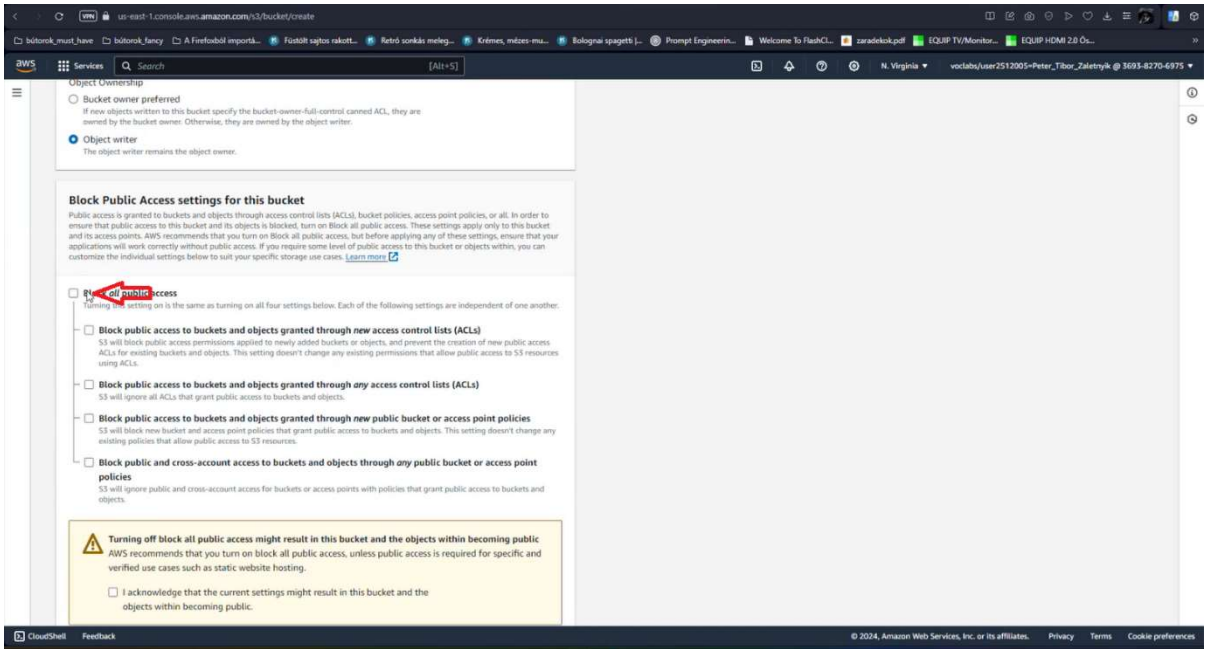 VPN us-east-1.console.aws.amazon.com/s3/bucket/create
bútorok_must_have bútorok_fancy A Firefoxból importá... Füstölt sajtos rakott... Retró sonkás meleg... Krémes, mézes-mu... Bolognai spagetti |... Prompt Engineerin... Welcome To FlashCl... zaradekok.pdf EQUIP TV/Monitor... EQUIP HDMI 2.0 Ös... »
aws Services Search [Alt+S] N. Virginia ▼ voclabs/user2512005=Peter_Tibor_Zaletnyik @ 3693-8270-6975 ▼
Object Ownership
Bucket owner preferred
If new objects written to this bucket specify the bucket-owner-full-control canned ACL, they are
owned by the bucket owner. Otherwise, they are owned by the object writer.
Object writer
The object writer remains the object owner.
Block Public Access settings for this bucket
Public access is granted to buckets and objects through access control lists (ACLs), bucket policies, access point policies, or all. In order to
ensure that public access to this bucket and its objects is blocked, turn on Block all public access. These settings apply only to this bucket
and its access points. AWS recommends that you turn on Block all public access, but before applying any of these settings, ensure that your
applications will work correctly without public access. If you require some level of public access to this bucket or objects within, you can
customize the individual settings below to suit your specific storage use cases. Learn more
Block all public access
Turning this setting on is the same as turning on all four settings below. Each of the following settings are independent of one another.
Block public access to buckets and objects granted through new access control lists (ACLs)
S3 will block public access permissions applied to newly added buckets or objects, and prevent the creation of new public access
ACLs for existing buckets and objects. This setting doesn't change any existing permissions that allow public access to S3 resources
using ACLs.
Block public access to buckets and objects granted through any access control lists (ACLs)
S3 will ignore all ACLs that grant public access to buckets and objects.
Block public access to buckets and objects granted through new public bucket or access point policies
S3 will block new bucket and access point policies that grant public access to buckets and objects. This setting doesn't change any
existing policies that allow public access to S3 resources.
Block public and cross-account access to buckets and objects through any public bucket or access point
policies
S3 will ignore public and cross-account access for buckets or access points with policies that grant public access to buckets and
objects.
Turning off block all public access might result in this bucket and the objects within becoming public
AWS recommends that you turn on block all public access, unless public access is required for specific and
verified use cases such as static website hosting.
I acknowledge that the current settings might result in this bucket and the
objects within becoming public.
CloudShell Feedback © 2024, Amazon Web Services, Inc. or its affiliates. Privacy Terms Cookie preferences